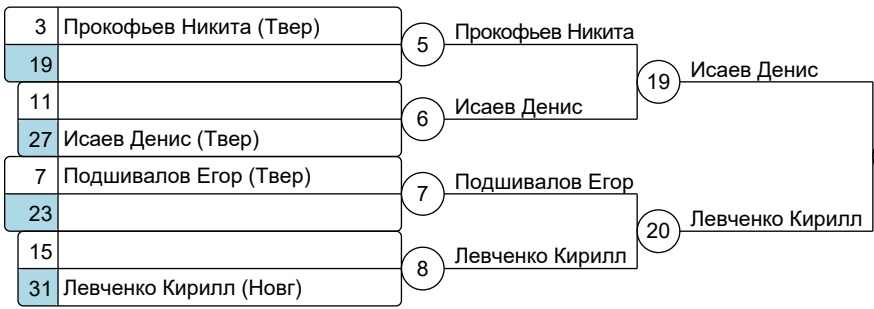 3 Прокофьев Никита (Твер)
19
11
27 Исаев Денис (Твер)
7 Подшивалов Егор (Твер)
23
15
31 Левченко Кирилл (Новг)
5 Прокофьев Никита
6 Исаев Денис
7 Подшивалов Егор
8 Левченко Кирилл
19 Исаев Денис
20 Левченко Кирилл